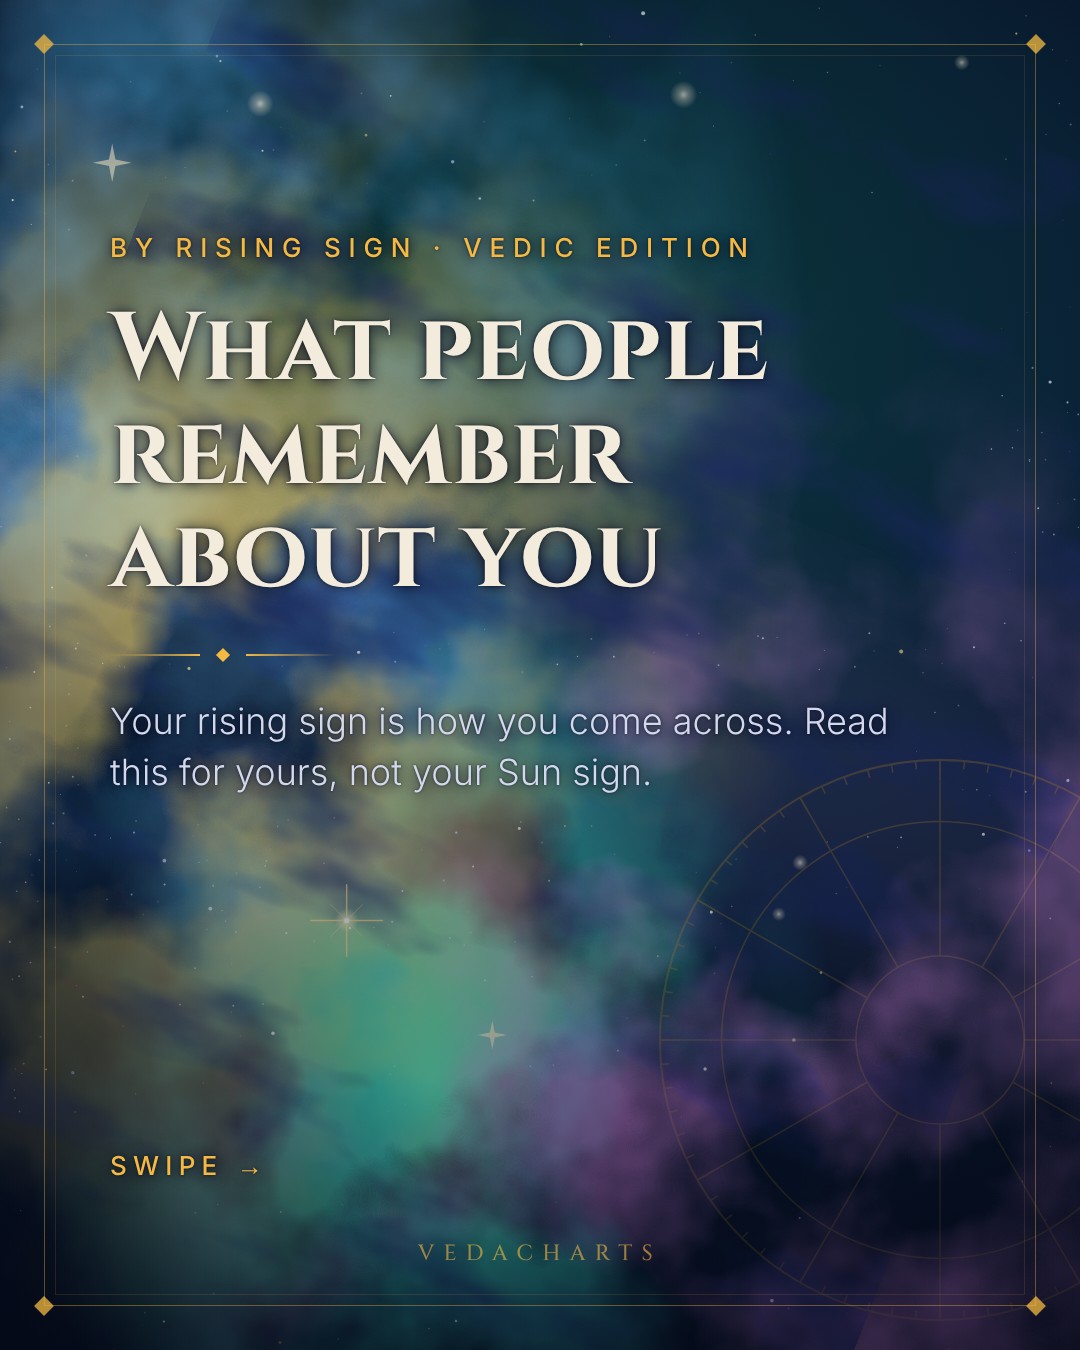 BY RISING SIGN · VEDIC EDITION
WHAT PEOPLE
REMEMBER
ABOUT YOU
Your rising sign is how you come across. Read
this for yours, not your Sun sign.
SWIPE →
VEDACHARTS